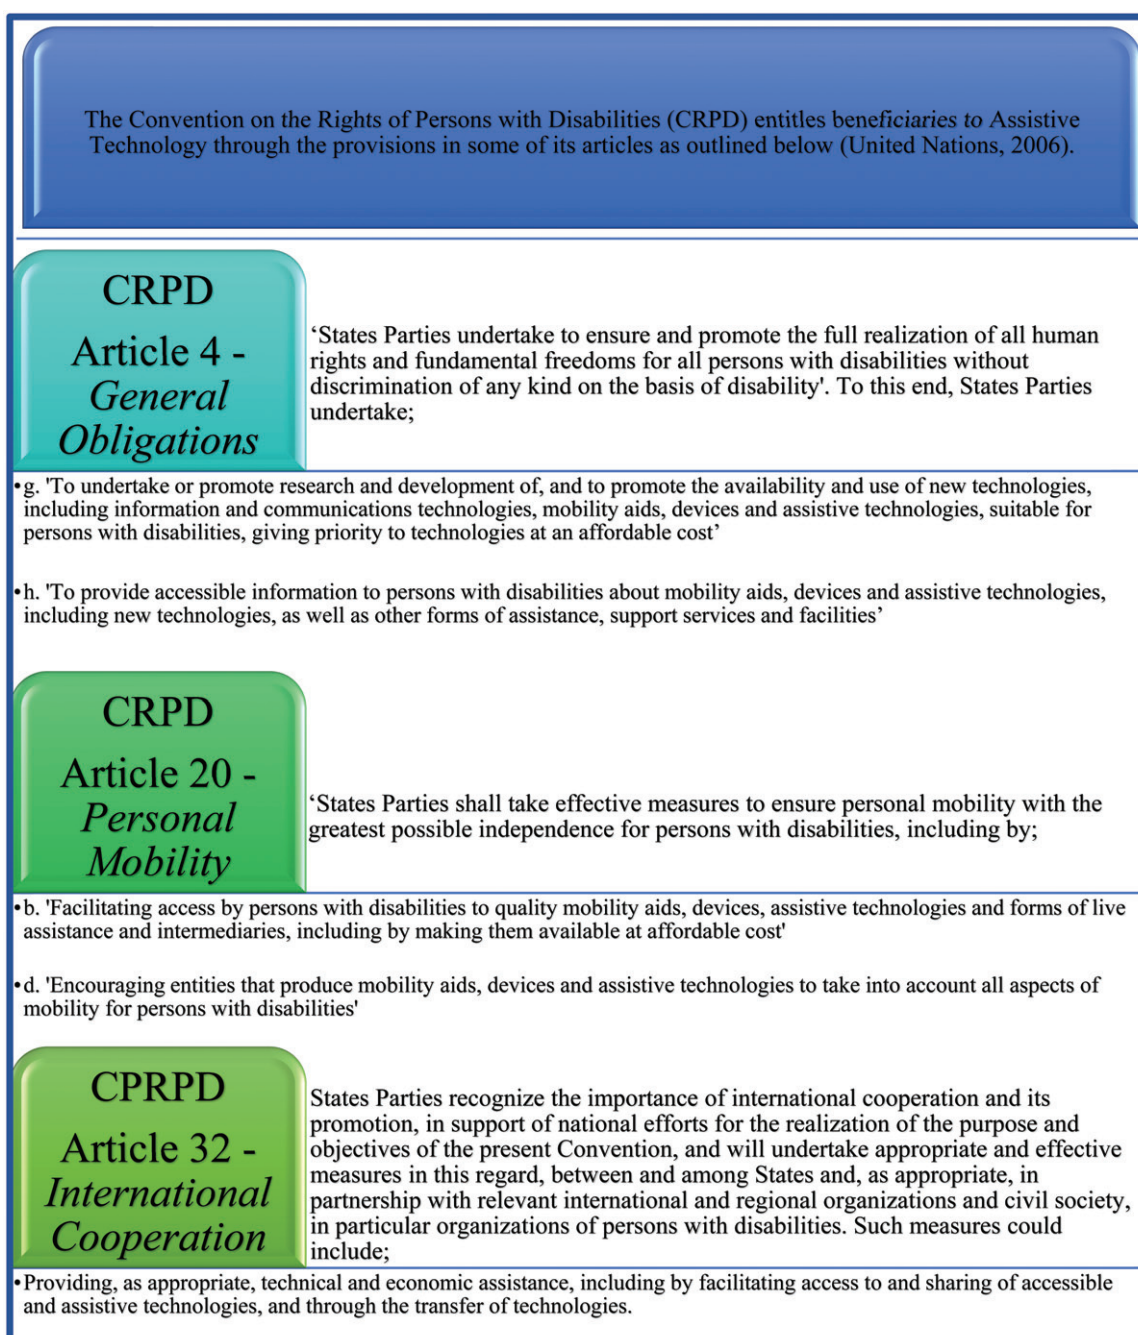 The Convention on the Rights of Persons with Disabilities (CRPD) entitles beneficiaries to Assistive
Technology through the provisions in some of its articles as outlined below (United Nations, 2006).
CRPD
Article 4 -
General
Obligations
‘States Parties undertake to ensure and promote the full realization of all human
rights and fundamental freedoms for all persons with disabilities without
discrimination of any kind on the basis of disability'. To this end, States Parties
undertake;
•g. 'To undertake or promote research and development of, and to promote the availability and use of new technologies,
including information and communications technologies, mobility aids, devices and assistive technologies, suitable for
persons with disabilities, giving priority to technologies at an affordable cost’
•h. 'To provide accessible information to persons with disabilities about mobility aids, devices and assistive technologies,
including new technologies, as well as other forms of assistance, support services and facilities’
CRPD
Article 20 -
Personal
Mobility
‘States Parties shall take effective measures to ensure personal mobility with the
greatest possible independence for persons with disabilities, including by;
•b. 'Facilitating access by persons with disabilities to quality mobility aids, devices, assistive technologies and forms of live
assistance and intermediaries, including by making them available at affordable cost'
•d. 'Encouraging entities that produce mobility aids, devices and assistive technologies to take into account all aspects of
mobility for persons with disabilities'
CPRPD
Article 32 -
International
Cooperation
States Parties recognize the importance of international cooperation and its
promotion, in support of national efforts for the realization of the purpose and
objectives of the present Convention, and will undertake appropriate and effective
measures in this regard, between and among States and, as appropriate, in
partnership with relevant international and regional organizations and civil society,
in particular organizations of persons with disabilities. Such measures could
include;
•Providing, as appropriate, technical and economic assistance, including by facilitating access to and sharing of accessible
and assistive technologies, and through the transfer of technologies.